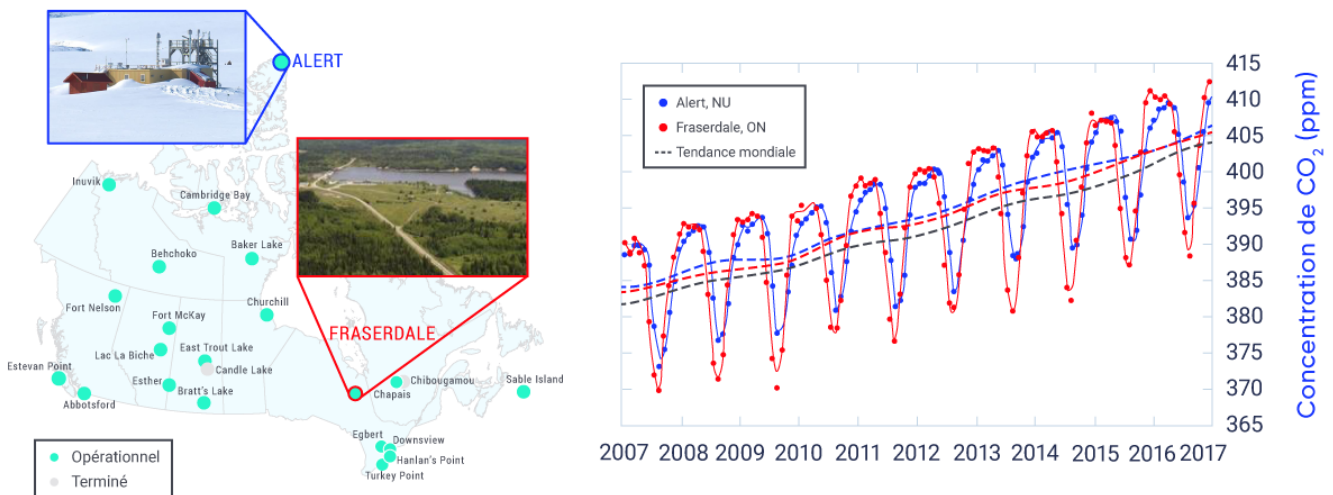 ALERT
Inuvik
Cambridge Bay
Behchoko
Baker Lake
Fort Nelson
Churchill
Fort McKay
FRASERDALE
Lac La Biche
East Trout Lake
Candle Lake
Estevan Point
Esther
Bratt's Lake
Abbotsford
Chibougamou
Chapais
Sable Island
Egbert
Downsview
Hanlan's Point
Turkey Point
Opérationnel
Terminé
Alert, NU
Fraserdale, ON
Tendance mondiale
415
410
405
400
395
390
385
380
375
370
365
Concentration de CO₂ (ppm)
2007 2008 2009 2010 2011 2012 2013 2014 2015 2016 2017